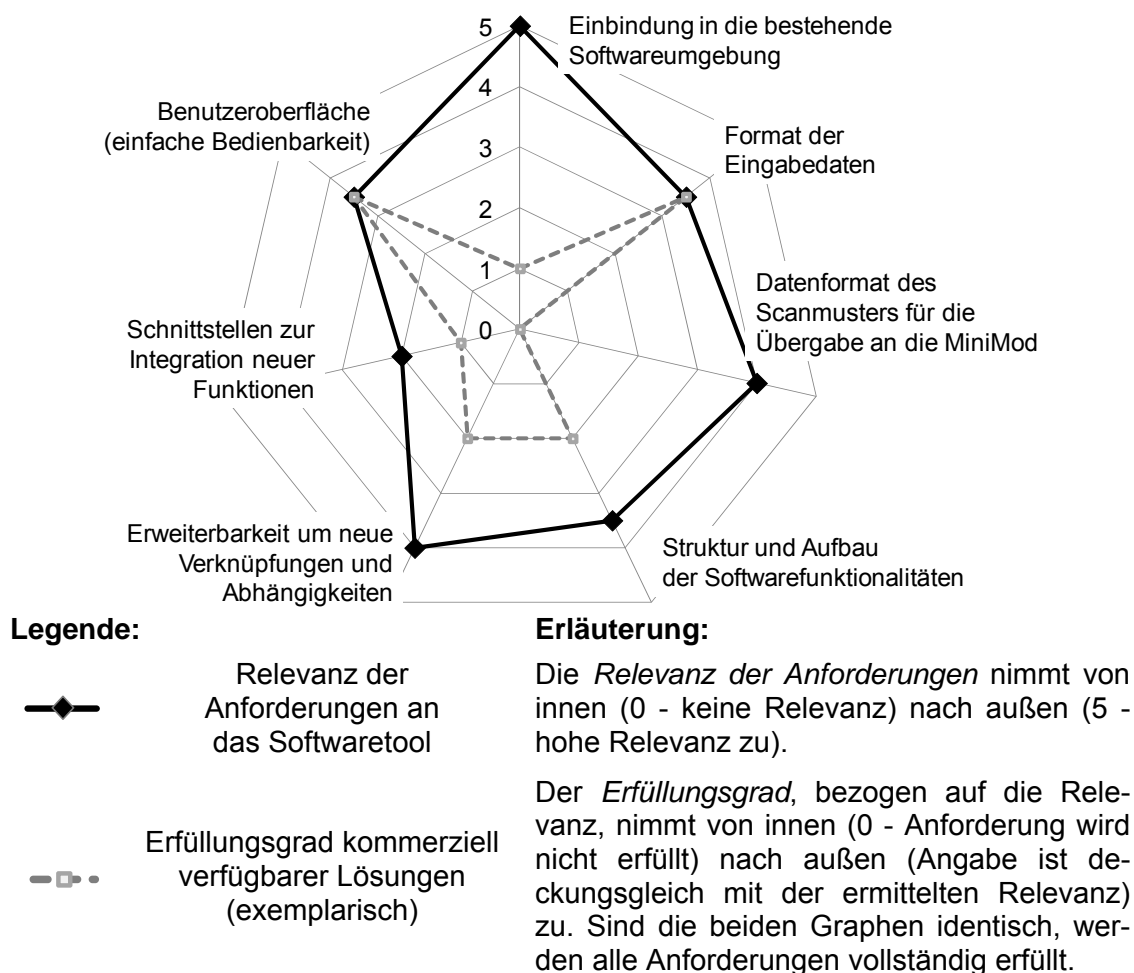 5
Einbindung in die bestehende
Softwareumgebung
4
Benutzeroberfläche
(einfache Bedienbarkeit)
3
Format der
Eingabedaten
2
1
Datenformat des
Scanmusters für die
Übergabe an die MiniMod
0
Schnittstellen zur
Integration neuer
Funktionen
Erweiterbarkeit um neue
Verknüpfungen und
Abhängigkeiten
Struktur und Aufbau
der Softwarefunktionalitäten
Legende:
Relevanz der
Anforderungen an
das Softwaretool
Erfüllungsgrad kommerziell
verfügbarer Lösungen
(exemplarisch)
Erläuterung:
Die Relevanz der Anforderungen nimmt von
innen (0 - keine Relevanz) nach außen (5 -
hohe Relevanz zu).
Der Erfüllungsgrad, bezogen auf die Rele-
vanz, nimmt von innen (0 - Anforderung wird
nicht erfüllt) nach außen (Angabe ist de-
ckungsgleich mit der ermittelten Relevanz)
zu. Sind die beiden Graphen identisch, wer-
den alle Anforderungen vollständig erfüllt.